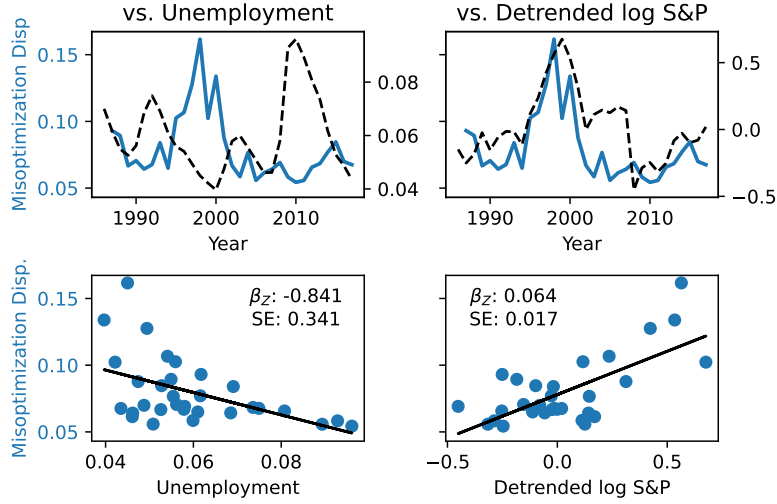 vs. Unemployment
vs. Detrended log S&P
Misoptimization Disp
0.15
0.10
0.05
0.08
0.06
0.04
0.5
0.0
−0.5
1990
2000
2010
1990
2000
2010
Year
Year
Misoptimization Disp.
0.15
0.10
0.05
β_Z: -0.841
SE: 0.341
β_Z: 0.064
SE: 0.017
0.04
0.06
0.08
−0.5
0.0
0.5
Unemployment
Detrended log S&P